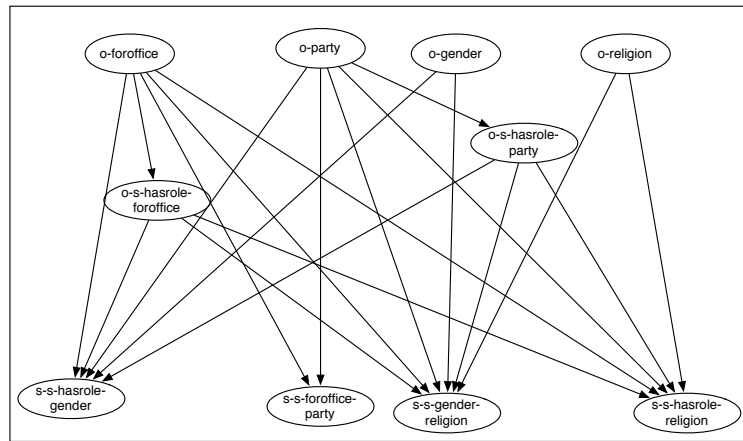 o-foroffice
o-party
o-gender
o-religion
o-s-hasrole-
party
o-s-hasrole-
foroffice
s-s-hasrole-
gender
s-s-foroffice-
party
s-s-gender-
religion
s-s-hasrole-
religion